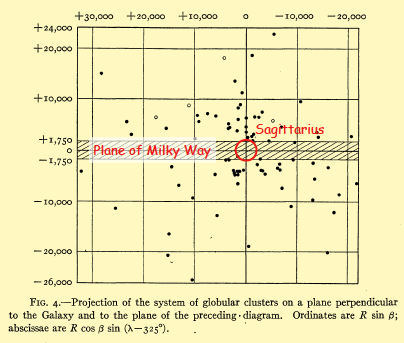 +30,000 +20,000 +10,000 0 −10,000 −20,000
+24,000
+20,000
+10,000
Sagittarius
+1,750
0 Plane of Milky Way
−1,750
−10,000
−20,000
−26,000
FIG. 4.—Projection of the system of globular clusters on a plane perpendicular
to the Galaxy and to the plane of the preceding·diagram. Ordinates are R sin β;
abscissae are R cos β sin (λ−325°).